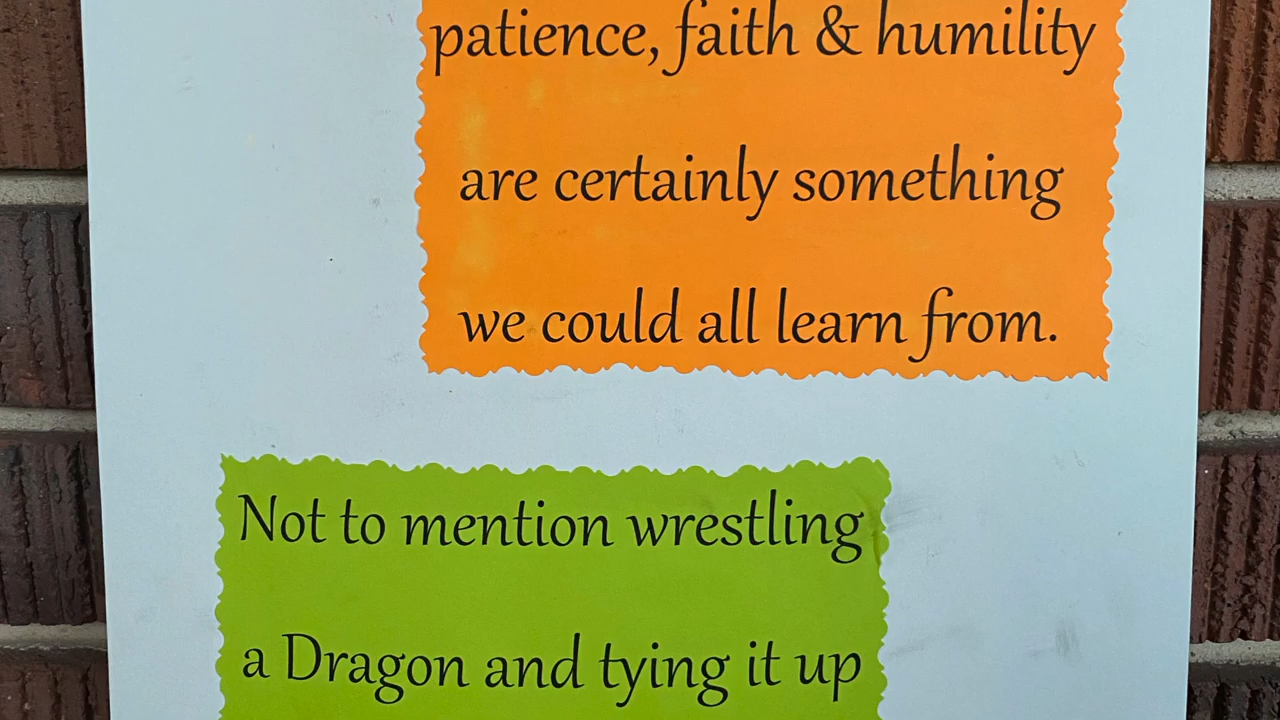 patience, faith & humility
are certainly something
we could all learn from.
Not to mention wrestling
a Dragon and tying it up